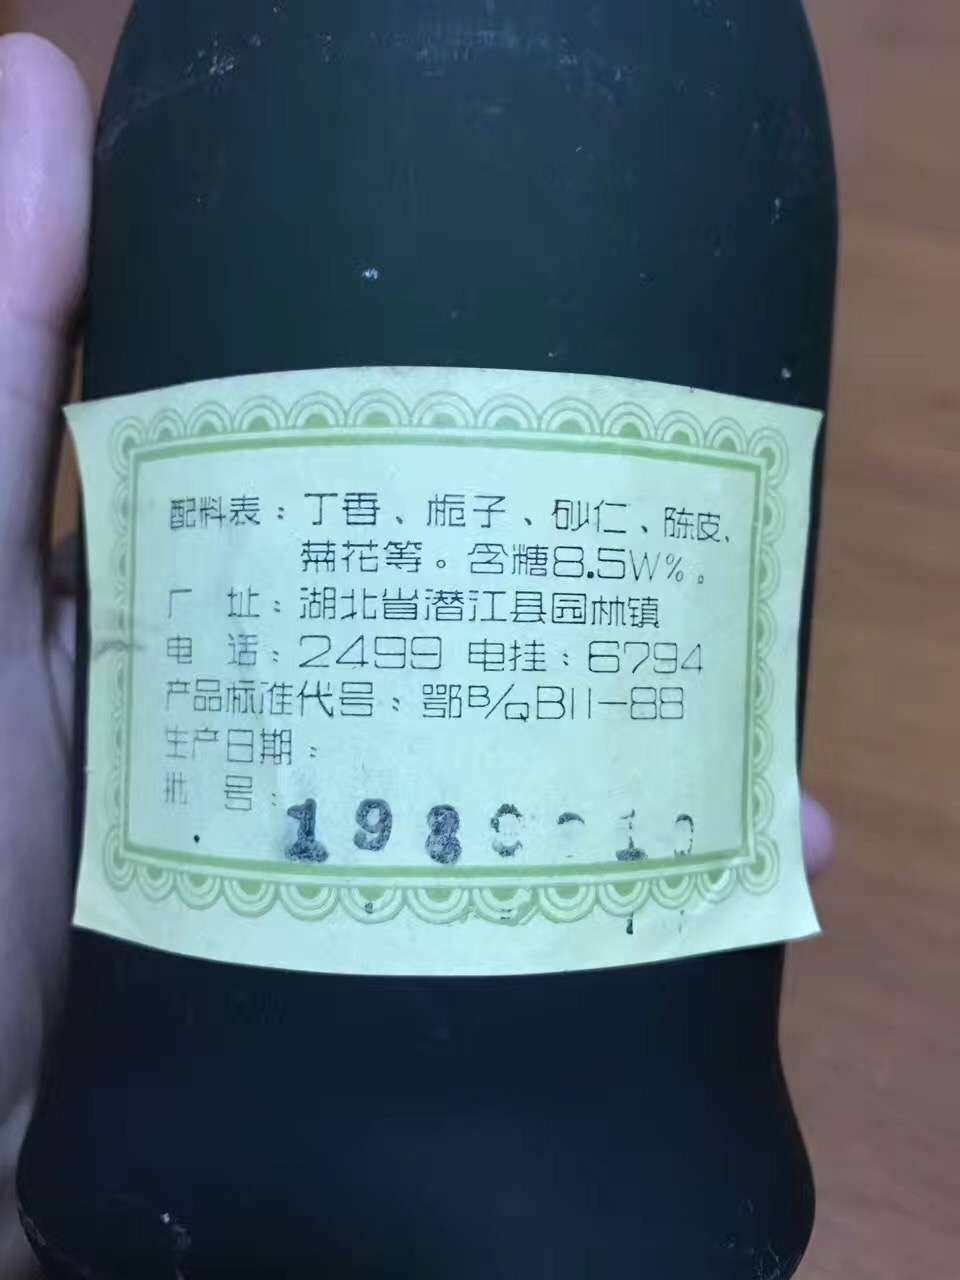 配料表：丁香、栀子、砂仁、陈皮、
菊花等。含糖8.5W%。
厂 址：湖北省潜江县园林镇
电 话：2499 电挂：6794
产品标准代号：鄂B/QB11-88
生产日期：
批 号：
1989